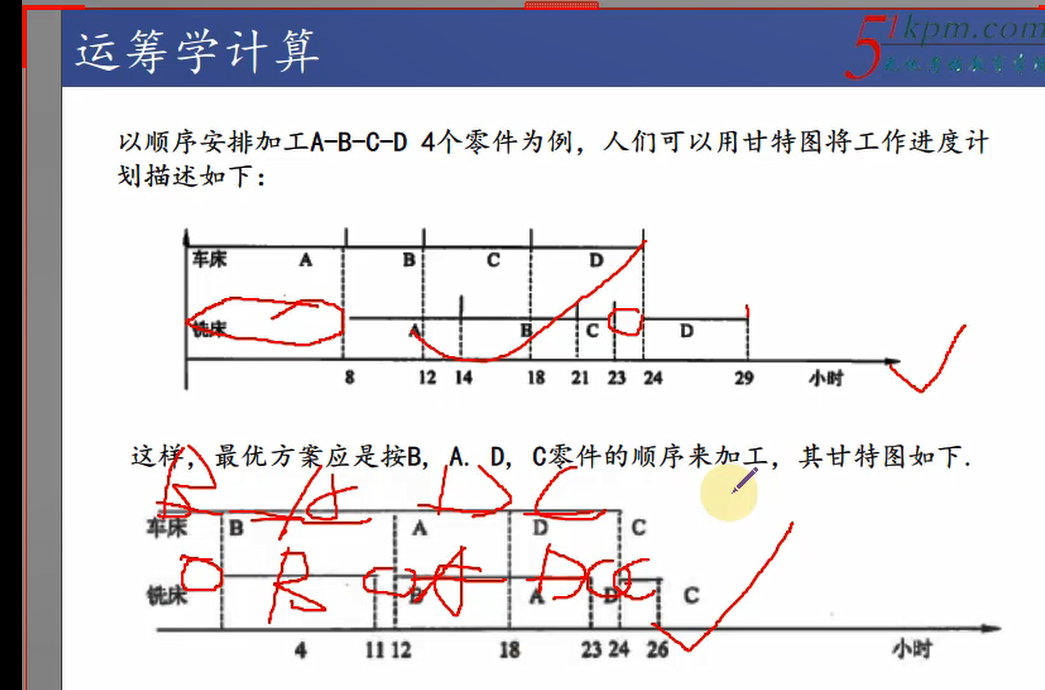 运筹学计算
51kpm.com
以顺序安排加工A-B-C-D 4个零件为例，人们可以用甘特图将工作进度计
划描述如下：
车床 A B C D
铣床 A B C D
8 12 14 18 21 23 24 29 小时
这样，最优方案应是按B, A. D, C零件的顺序来加工，其甘特图如下.
B A D C
车床 B A D C
B A D C
铣床 B A D C
4 11 12 18 23 24 26 小时